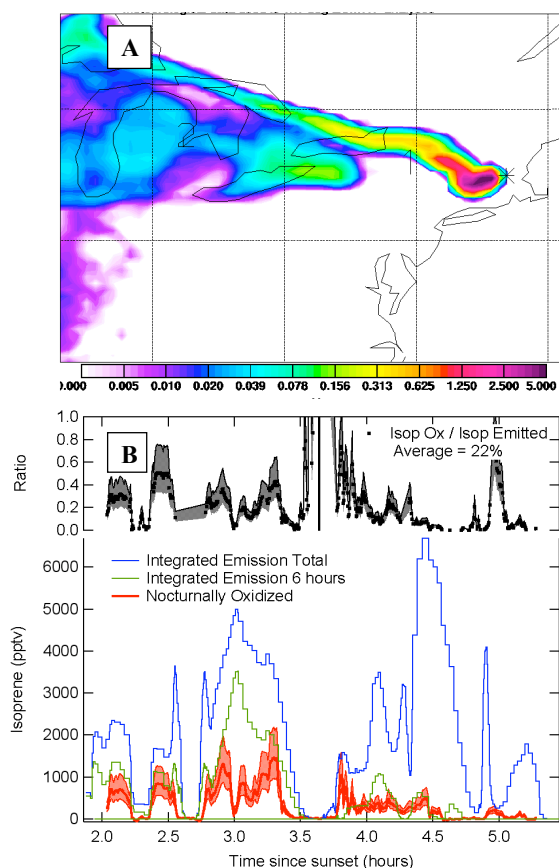 A
0.000 0.005 0.010 0.020 0.039 0.078 0.156 0.313 0.625 1.250 2.500 5.000
B
Ratio
1.0
0.8
0.6
0.4
0.2
0.0
Isop Ox / Isop Emitted
Average = 22%
Isoprene (pptv)
6000
5000
4000
3000
2000
1000
0
Integrated Emission Total
Integrated Emission 6 hours
Nocturnally Oxidized
2.0 2.5 3.0 3.5 4.0 4.5 5.0
Time since sunset (hours)